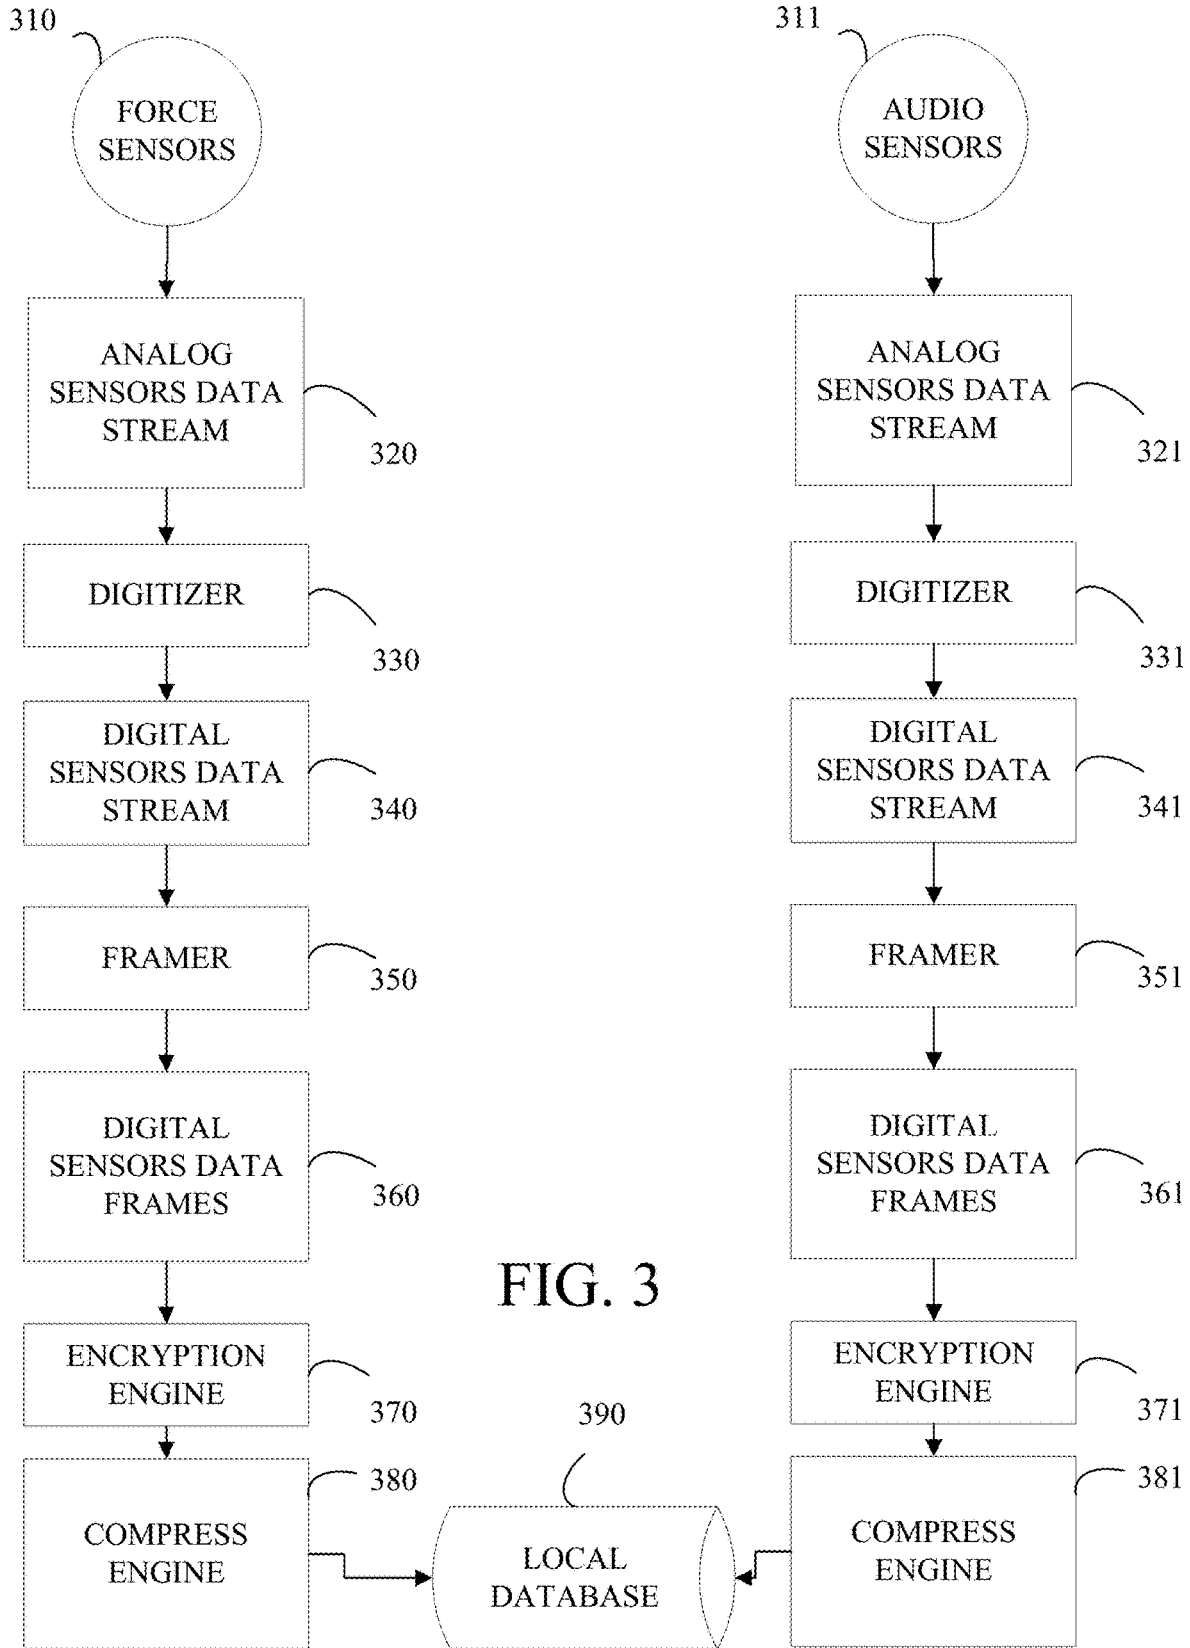 310
FORCE
SENSORS
ANALOG
SENSORS DATA
STREAM
320
DIGITIZER
330
DIGITAL
SENSORS DATA
STREAM
340
FRAMER
350
DIGITAL
SENSORS DATA
FRAMES
360
ENCRYPTION
ENGINE
370
COMPRESS
ENGINE
380
311
AUDIO
SENSORS
ANALOG
SENSORS DATA
STREAM
321
DIGITIZER
331
DIGITAL
SENSORS DATA
STREAM
341
FRAMER
351
DIGITAL
SENSORS DATA
FRAMES
361
ENCRYPTION
ENGINE
371
COMPRESS
ENGINE
381
390
LOCAL
DATABASE
FIG. 3